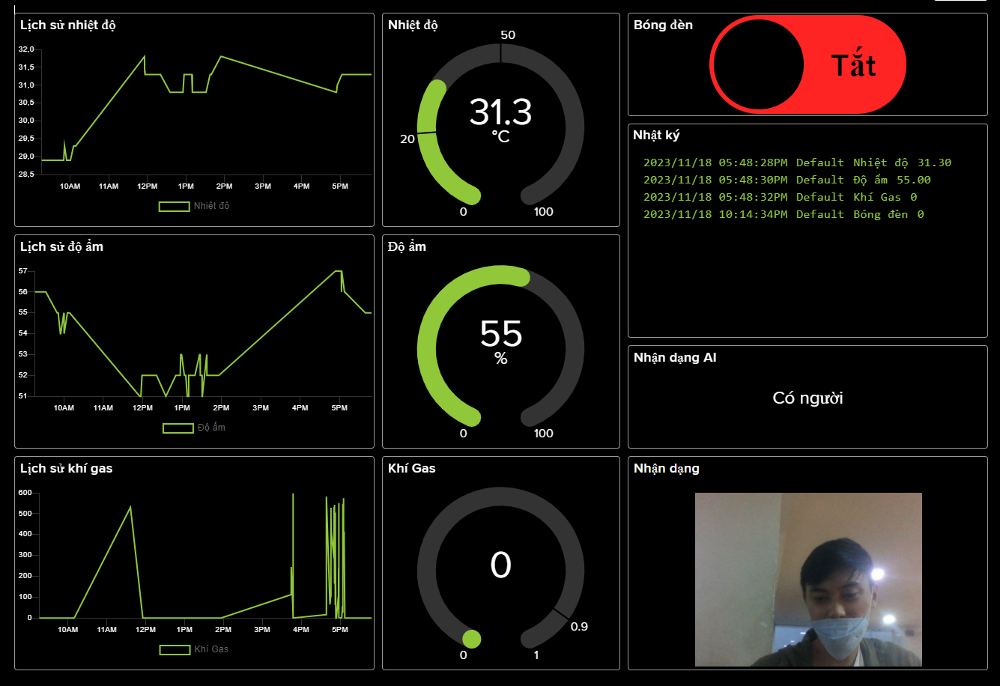 Lịch sử nhiệt độ
32,0
31,5
31,0
30,5
30,0
29,5
29,0
28,5
10AM 11AM 12PM 1PM 2PM 3PM 4PM 5PM
Nhiệt độ
Nhiệt độ
50
31.3
°C
20
0 100
Bóng đèn
Tắt
Nhật ký
2023/11/18 05:48:28PM Default Nhiệt độ 31.30
2023/11/18 05:48:30PM Default Độ ẩm 55.00
2023/11/18 05:48:32PM Default Khí Gas 0
2023/11/18 10:14:34PM Default Bóng đèn 0
Lịch sử độ ẩm
57
56
55
54
53
52
51
10AM 11AM 12PM 1PM 2PM 3PM 4PM 5PM
Độ ẩm
Độ ẩm
55
%
0 100
Nhận dạng AI
Có người
Lịch sử khí gas
600
500
400
300
200
100
0
10AM 11AM 12PM 1PM 2PM 3PM 4PM 5PM
Khí Gas
Khí Gas
0
0.9
0 1
Nhận dạng